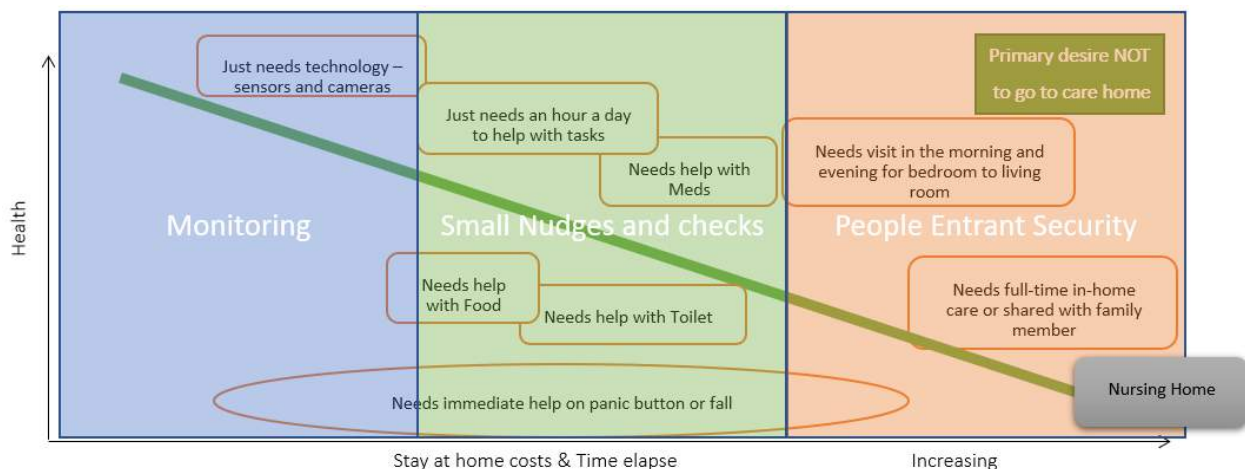 Just needs technology –
sensors and cameras
Primary desire NOT
to go to care home
Just needs an hour a day
to help with tasks
Needs help with
Meds
Needs visit in the morning and
evening for bedroom to living
room
Health
Monitoring
Small Nudges and checks
People Entrant Security
Needs help
with Food
Needs help with Toilet
Needs full-time in-home
care or shared with family
member
Needs immediate help on panic button or fall
Nursing Home
Stay at home costs & Time elapse
Increasing